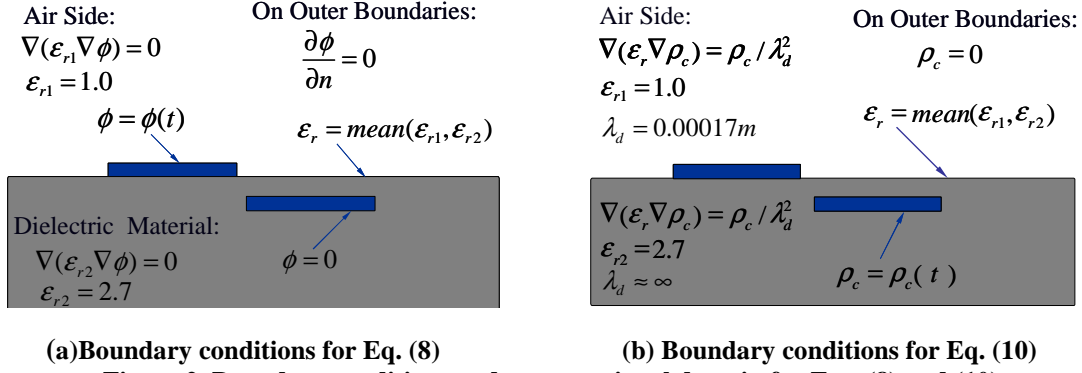 Air Side:
∇(ε_{r1}∇ϕ) = 0
ε_{r1} = 1.0
ϕ = ϕ(t)
On Outer Boundaries:
∂ϕ/∂n = 0
ε_r = mean(ε_{r1}, ε_{r2})
Dielectric Material:
∇(ε_{r2}∇ϕ) = 0
ε_{r2} = 2.7
ϕ = 0
(a)Boundary conditions for Eq. (8)
Air Side:
∇(ε_r∇ρ_c) = ρ_c / λ_d^2
ε_{r1} = 1.0
λ_d = 0.00017m
On Outer Boundaries:
ρ_c = 0
ε_r = mean(ε_{r1}, ε_{r2})
∇(ε_r∇ρ_c) = ρ_c / λ_d^2
ε_{r2} = 2.7
λ_d ≈ ∞
ρ_c = ρ_c( t )
(b) Boundary conditions for Eq. (10)